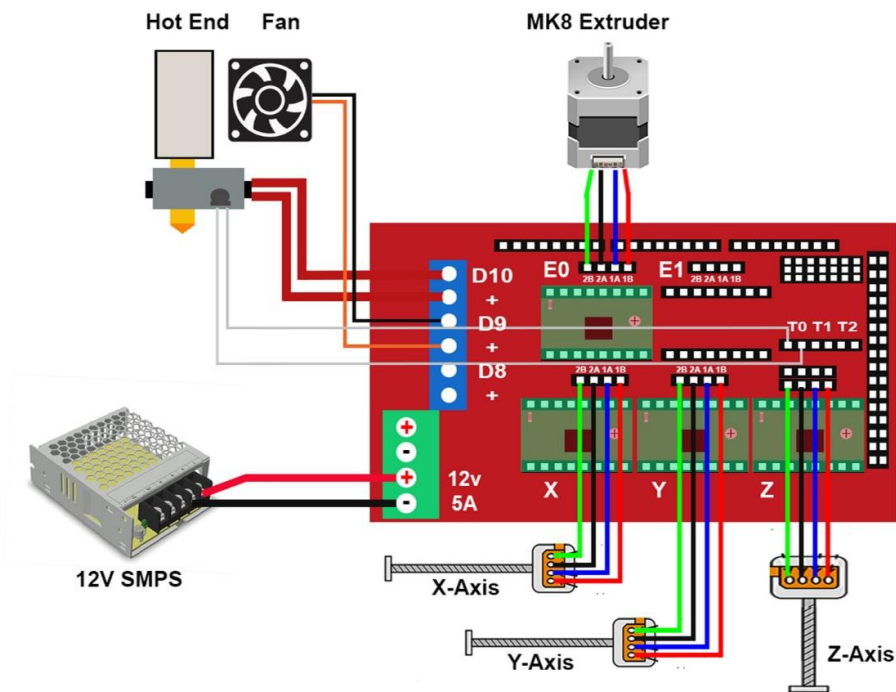 Hot End
Fan
MK8 Extruder
D10
+
D9
+
D8
+
E0
2B 2A 1A 1B
E1
2B 2A 1A 1B
T0 T1 T2
2B 2A 1A 1B
2B 2A 1A 1B
+
-
+
12v
-
5A
X
Y
Z
12V SMPS
X-Axis
Y-Axis
Z-Axis